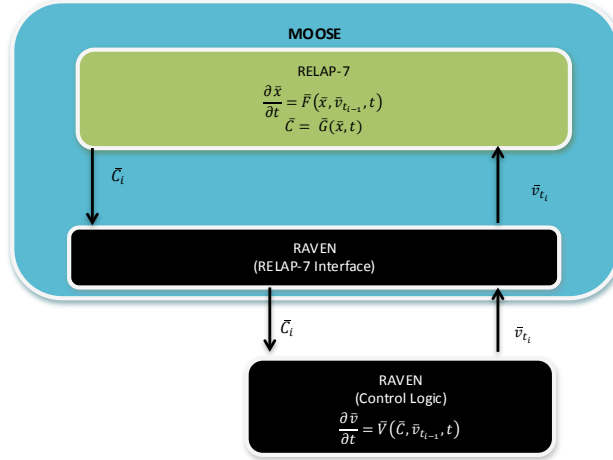 MOOSE
RELAP-7
∂x̄/∂t = F̄(x̄, v̄_{t_{i−1}}, t)
C̄ = Ḡ(x̄, t)
C̄_i
v̄_{t_i}
RAVEN
(RELAP-7 Interface)
C̄_i
v̄_{t_i}
RAVEN
(Control Logic)
∂v̄/∂t = V̄(C̄, v̄_{t_{i−1}}, t)